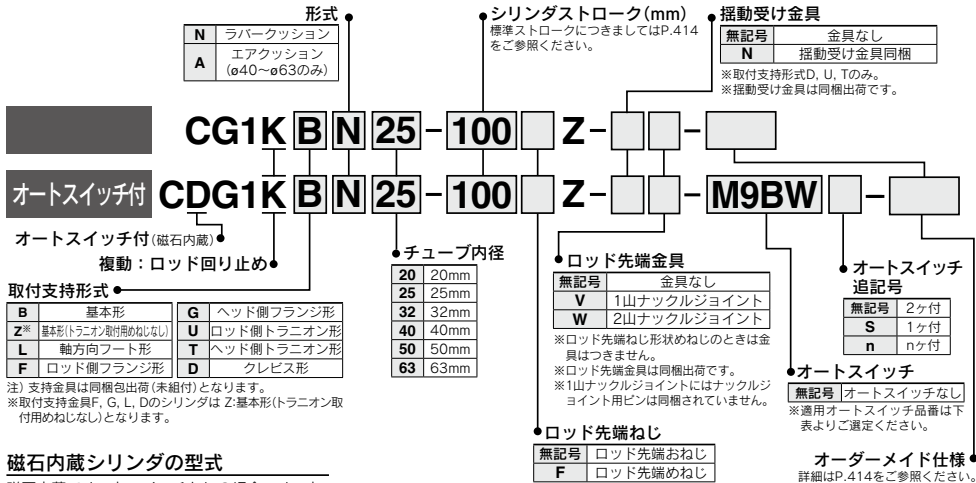 形式
N ラバークッション
A エアクッション
(ø40～ø63のみ)
シリンダストローク(mm)
標準ストロークにつきましてはP.414
をご参照ください。
揺動受け金具
無記号 金具なし
N 揺動受け金具同梱
※取付支持形式D, U, Tのみ。
※揺動受け金具は同梱出荷です。
CG1K B N 25 - 100 Z - -
オートスイッチ付 CDG1K B N 25 - 100 Z - - M9BW -
オートスイッチ付(磁石内蔵)
複動：ロッド回り止め
取付支持形式
B 基本形 G ヘッド側フランジ形
Z※ 基本形(トラニオン取付用めねじなし) U ロッド側トラニオン形
L 軸方向フート形 T ヘッド側トラニオン形
F ロッド側フランジ形 D クレビス形
注) 支持金具は同梱包出荷(未組付)となります。
※取付支持金具F, G, L, Dのシリンダは Z:基本形(トラニオン取
付用めねじなし)となります。
チューブ内径
20 20mm
25 25mm
32 32mm
40 40mm
50 50mm
63 63mm
ロッド先端金具
無記号 金具なし
V 1山ナックルジョイント
W 2山ナックルジョイント
※ロッド先端ねじ形状めねじのときは金
具はつきません。
※ロッド先端金具は同梱出荷です。
※1山ナックルジョイントにはナックルジ
ョイント用ピンは同梱されていません。
ロッド先端ねじ
無記号 ロッド先端おねじ
F ロッド先端めねじ
オートスイッチ
追記号
無記号 2ヶ付
S 1ヶ付
n nヶ付
オートスイッチ
無記号 オートスイッチなし
※適用オートスイッチ品番は下
表よりご選定ください。
オーダーメイド仕様
詳細はP.414をご参照ください。
磁石内蔵シリンダの型式